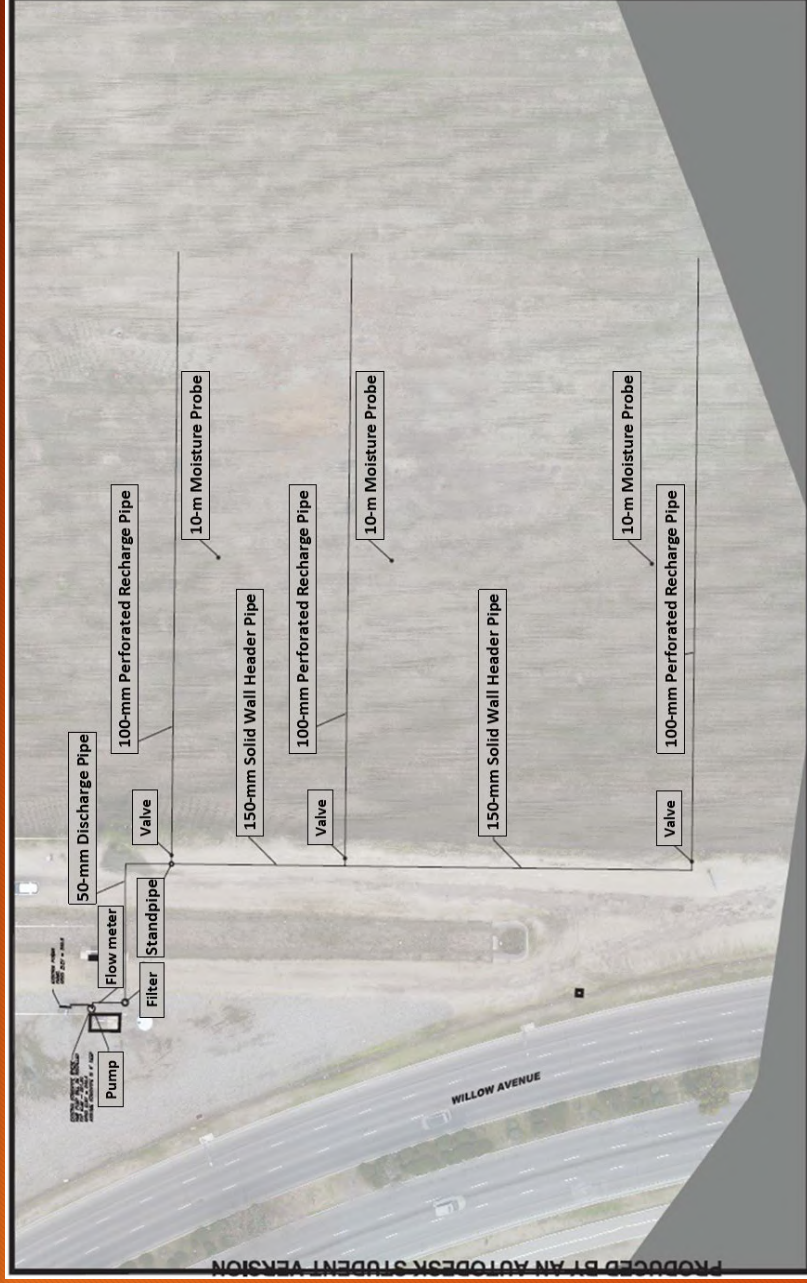 50-mm Discharge Pipe
100-mm Perforated Recharge Pipe
Valve
10-m Moisture Probe
150-mm Solid Wall Header Pipe
100-mm Perforated Recharge Pipe
Valve
10-m Moisture Probe
150-mm Solid Wall Header Pipe
10-m Moisture Probe
100-mm Perforated Recharge Pipe
Valve
Flow meter
Standpipe
Filter
Pump
WILLOW AVENUE
PRODUCED BY AN AUTODESK STUDENT VERSION